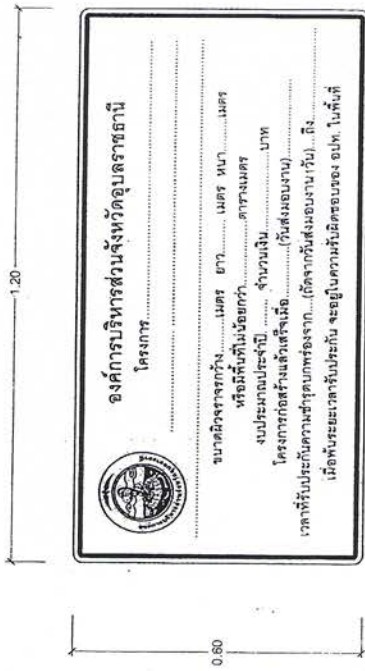 1.20
0.60
องค์การบริหารส่วนจังหวัดอุบลราชธานี
โครงการ........................................
................................................
ขนาดผิวจราจรกว้าง.........เมตร ยาว.........เมตร หนา.........เมตร
หรือมีพื้นที่ไม่น้อยกว่า...............ตารางเมตร
งบประมาณประจำปี ......... จำนวนเงิน ............... บาท
โครงการก่อสร้างแล้วเสร็จเมื่อ.........(วันส่งมอบงาน)..........
เวลาที่รับประกันความชำรุดบกพร่องจาก....(ถัดจากวันส่งมอบงาน1วัน)... ถึง..........
เมื่อพ้นระยะเวลารับประกัน จะอยู่ในความรับผิดชอบของ อปท. ในพื้นที่